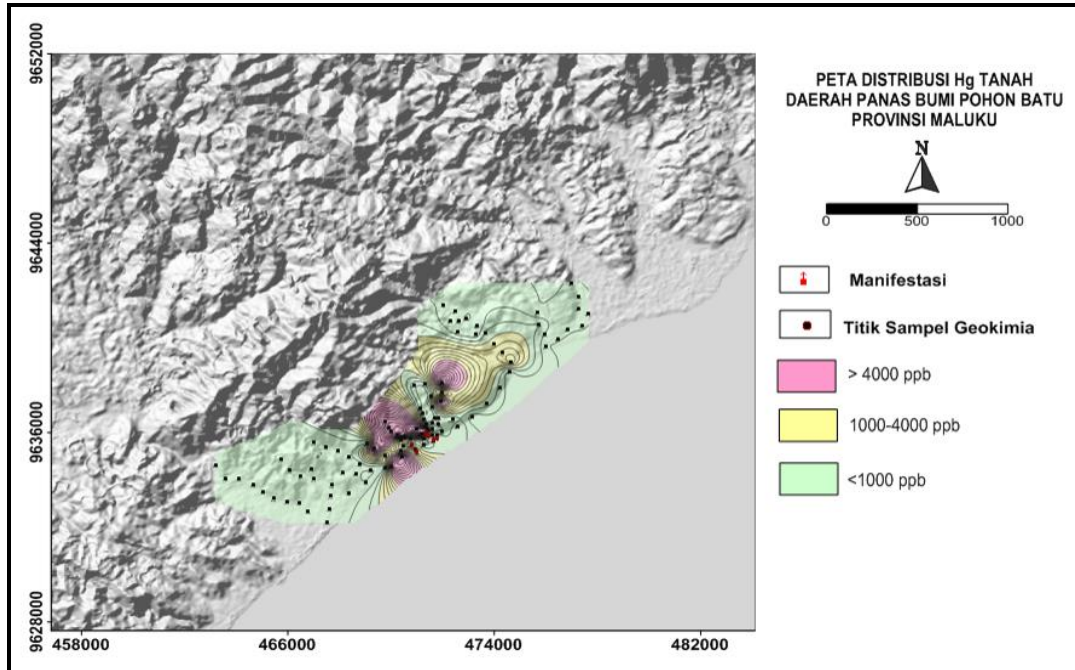 PETA DISTRIBUSI Hg TANAH
DAERAH PANAS BUMI POHON BATU
PROVINSI MALUKU
N
0 500 1000
Manifestasi
Titik Sampel Geokimia
> 4000 ppb
1000-4000 ppb
<1000 ppb
9652000
9644000
9636000
9628000
458000 466000 474000 482000